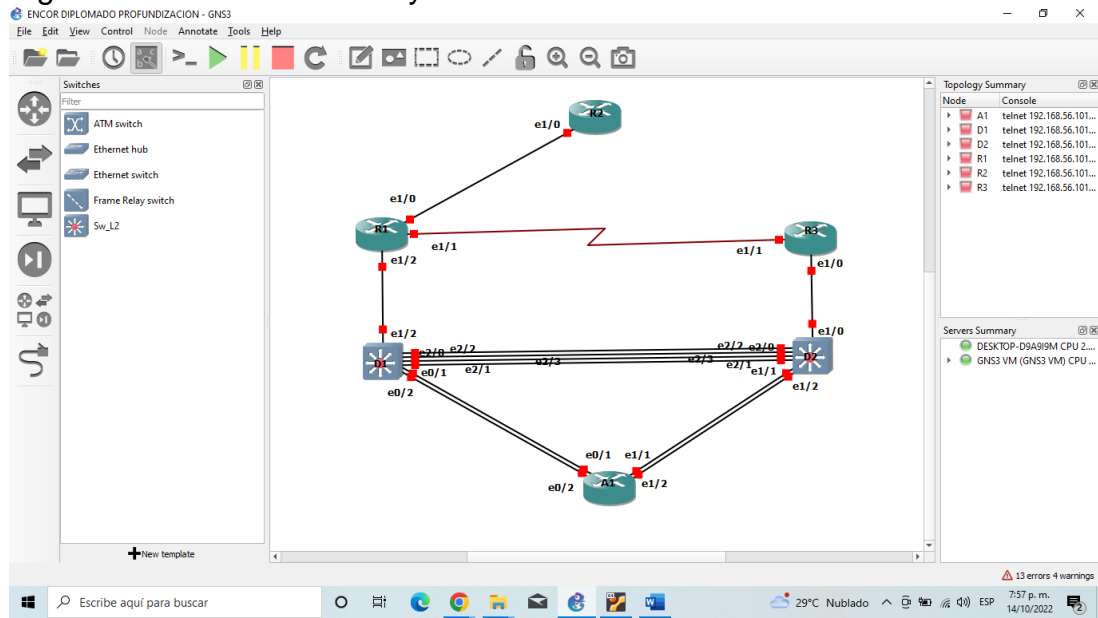 ENCOR DIPLOMADO PROFUNDIZACION - GNS3
File Edit View Control Node Annotate Tools Help
Switches
Filter
ATM switch
Ethernet hub
Ethernet switch
Frame Relay switch
Sw_L2
New template
R2
e1/0
e1/0
R1
e1/1
e1/2
R3
e1/1
e1/0
e1/2
e1/0
D1
e2/0 e2/2
e2/3
e0/1 e2/1
e0/2
e2/2 e2/0
D2
e2/3
e2/1 e1/1
e1/2
e0/1 e1/1
e0/2
A1
e1/2
Topology Summary
Node Console
A1 telnet 192.168.56.101...
D1 telnet 192.168.56.101...
D2 telnet 192.168.56.101...
R1 telnet 192.168.56.101...
R2 telnet 192.168.56.101...
R3 telnet 192.168.56.101...
Servers Summary
DESKTOP-D9A9I9M CPU 2....
GNS3 VM (GNS3 VM) CPU ...
13 errors 4 warnings
Escribe aquí para buscar
29°C Nublado
ESP
7:57 p. m.
14/10/2022
2